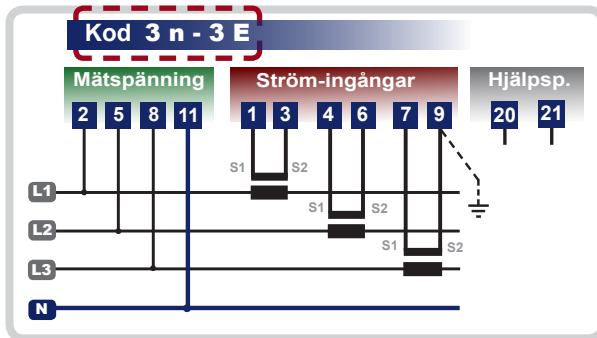 Kod 3 n - 3 E
Mätspänning Ström-ingångar Hjälpsp.
2 5 8 11 1 3 4 6 7 9 20 21
S1 S2
L1
S1 S2
L2
S1 S2
L3
N